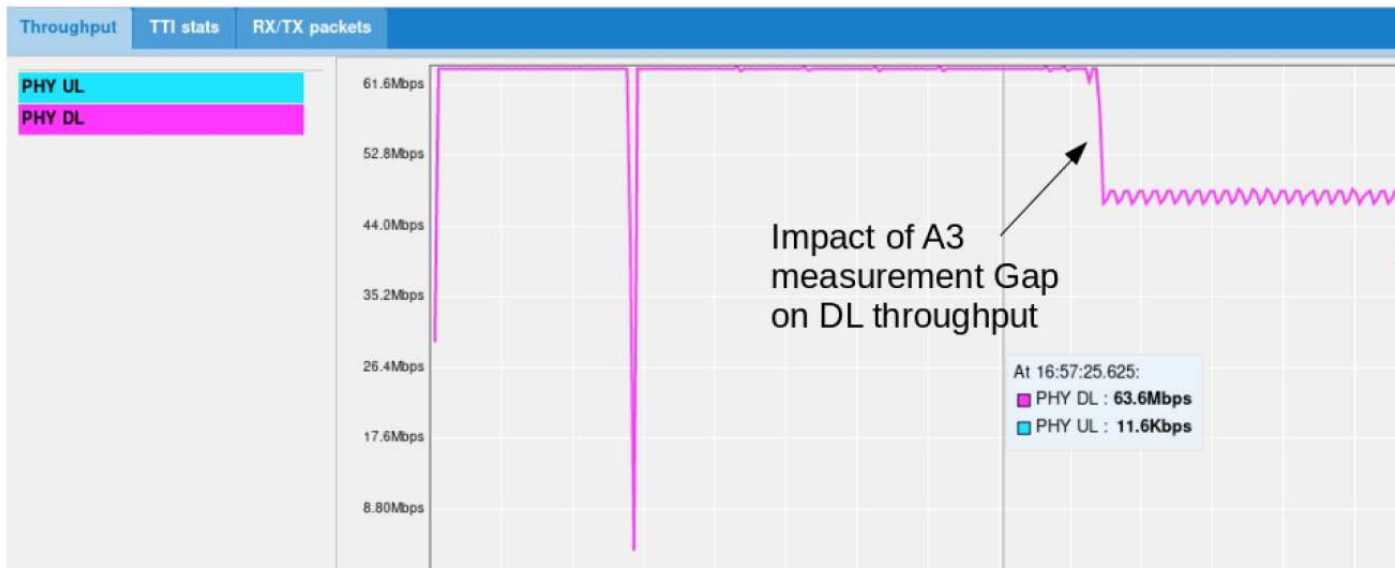 Throughput TTI stats RX/TX packets
PHY UL
PHY DL
61.6Mbps
52.8Mbps
44.0Mbps
35.2Mbps
26.4Mbps
17.6Mbps
8.80Mbps
Impact of A3
measurement Gap
on DL throughput
At 16:57:25.625:
PHY DL : 63.6Mbps
PHY UL : 11.6Kbps